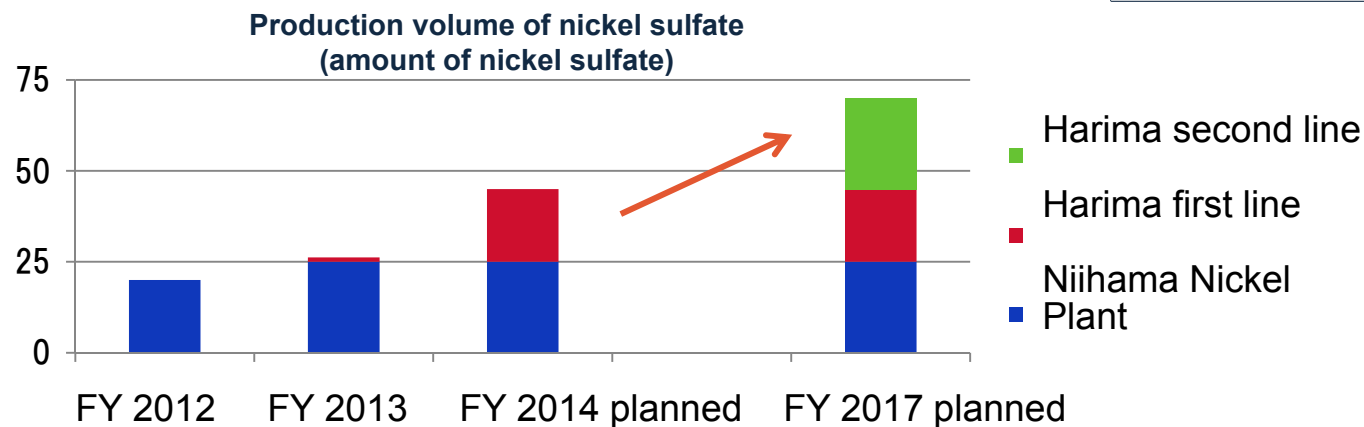 Production volume of nickel sulfate
(amount of nickel sulfate)
75
50
25
0
FY 2012
FY 2013
FY 2014 planned
FY 2017 planned
Harima second line
Harima first line
Niihama Nickel
Plant